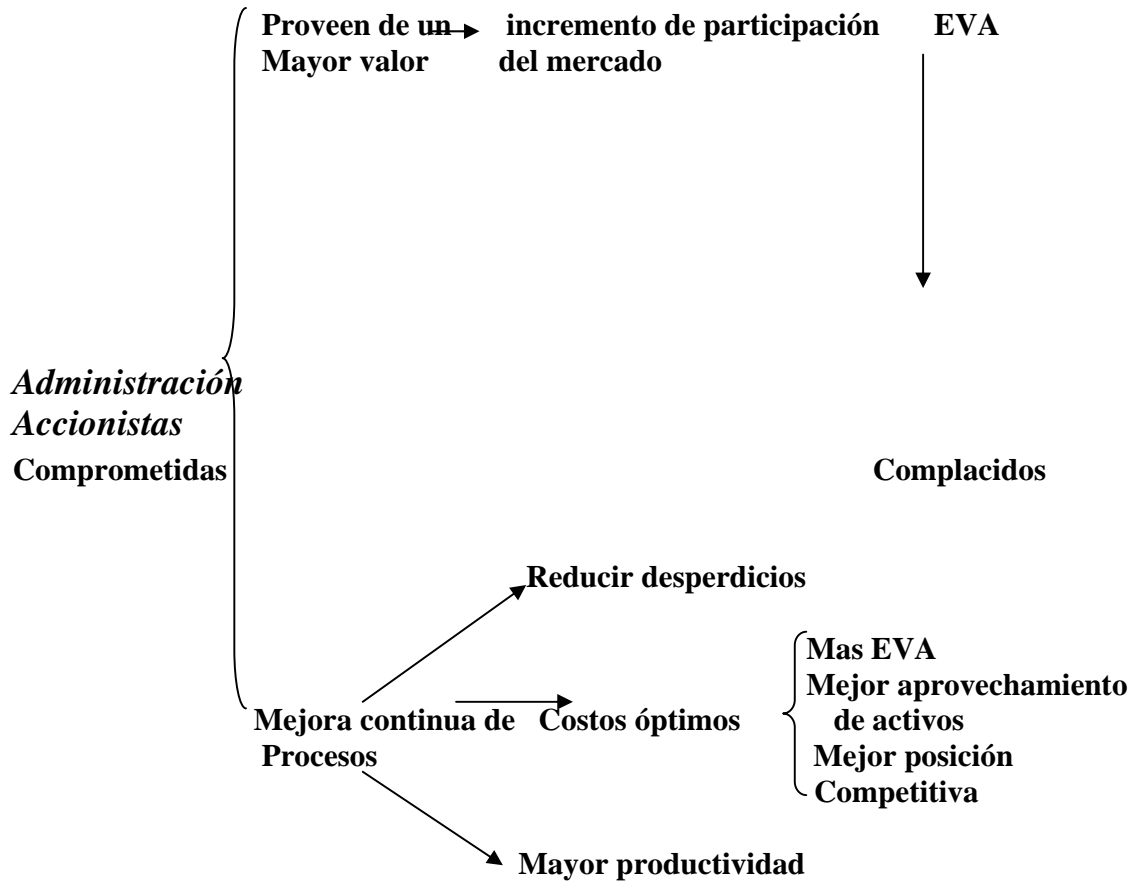 Proveen de un incremento de participación EVA
Mayor valor del mercado
Administración
Accionistas
Comprometidas Complacidos
Reducir desperdicios
Mas EVA
Mejor aprovechamiento
Mejora continua de Costos óptimos de activos
Procesos Mejor posición
Competitiva
Mayor productividad